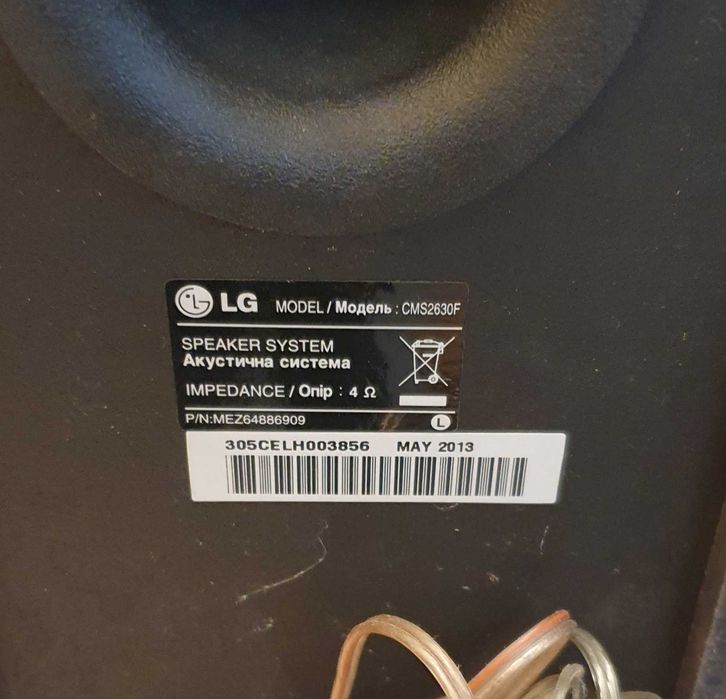 LG MODEL / Модель : CMS2630F
SPEAKER SYSTEM
Акустична система
IMPEDANCE / Опір : 4 Ω
P/N:MEZ64886909 L
305CELH003856 MAY 2013